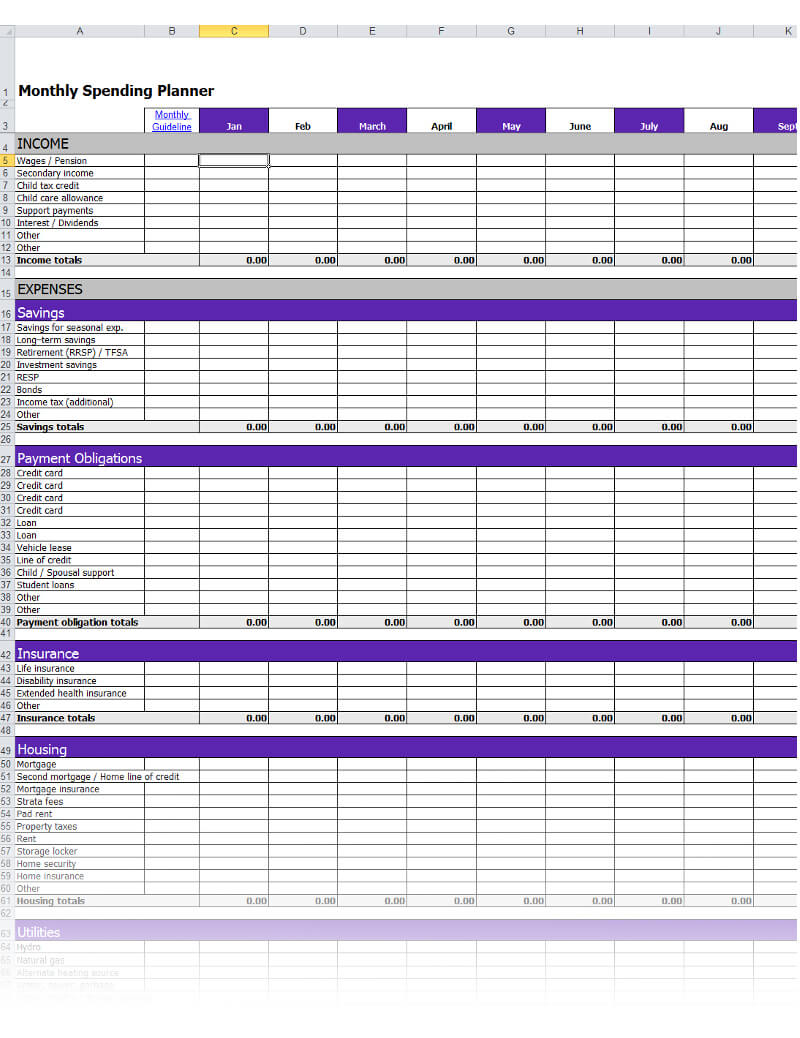 A B C D E F G H I J K
1 Monthly Spending Planner
2
Monthly
3 Guideline Jan Feb March April May June July Aug Sept
4 INCOME
5 Wages / Pension
6 Secondary income
7 Child tax credit
8 Child care allowance
9 Support payments
10 Interest / Dividends
11 Other
12 Other
13 Income totals 0.00 0.00 0.00 0.00 0.00 0.00 0.00 0.00
14
15 EXPENSES
16 Savings
17 Savings for seasonal exp.
18 Long-term savings
19 Retirement (RRSP) / TFSA
20 Investment savings
21 RESP
22 Bonds
23 Income tax (additional)
24 Other
25 Savings totals 0.00 0.00 0.00 0.00 0.00 0.00 0.00 0.00
26
27 Payment Obligations
28 Credit card
29 Credit card
30 Credit card
31 Credit card
32 Loan
33 Loan
34 Vehicle lease
35 Line of credit
36 Child / Spousal support
37 Student loans
38 Other
39 Other
40 Payment obligation totals 0.00 0.00 0.00 0.00 0.00 0.00 0.00 0.00
41
42 Insurance
43 Life insurance
44 Disability insurance
45 Extended health insurance
46 Other
47 Insurance totals 0.00 0.00 0.00 0.00 0.00 0.00 0.00 0.00
48
49 Housing
50 Mortgage
51 Second mortgage / Home line of credit
52 Mortgage insurance
53 Strata fees
54 Pad rent
55 Property taxes
56 Rent
57 Storage locker
58 Home security
59 Home insurance
60 Other
61 Housing totals 0.00 0.00 0.00 0.00 0.00 0.00 0.00 0.00
62
63 Utilities
64 Hydro
65 Natural gas
66 Alternate heating source